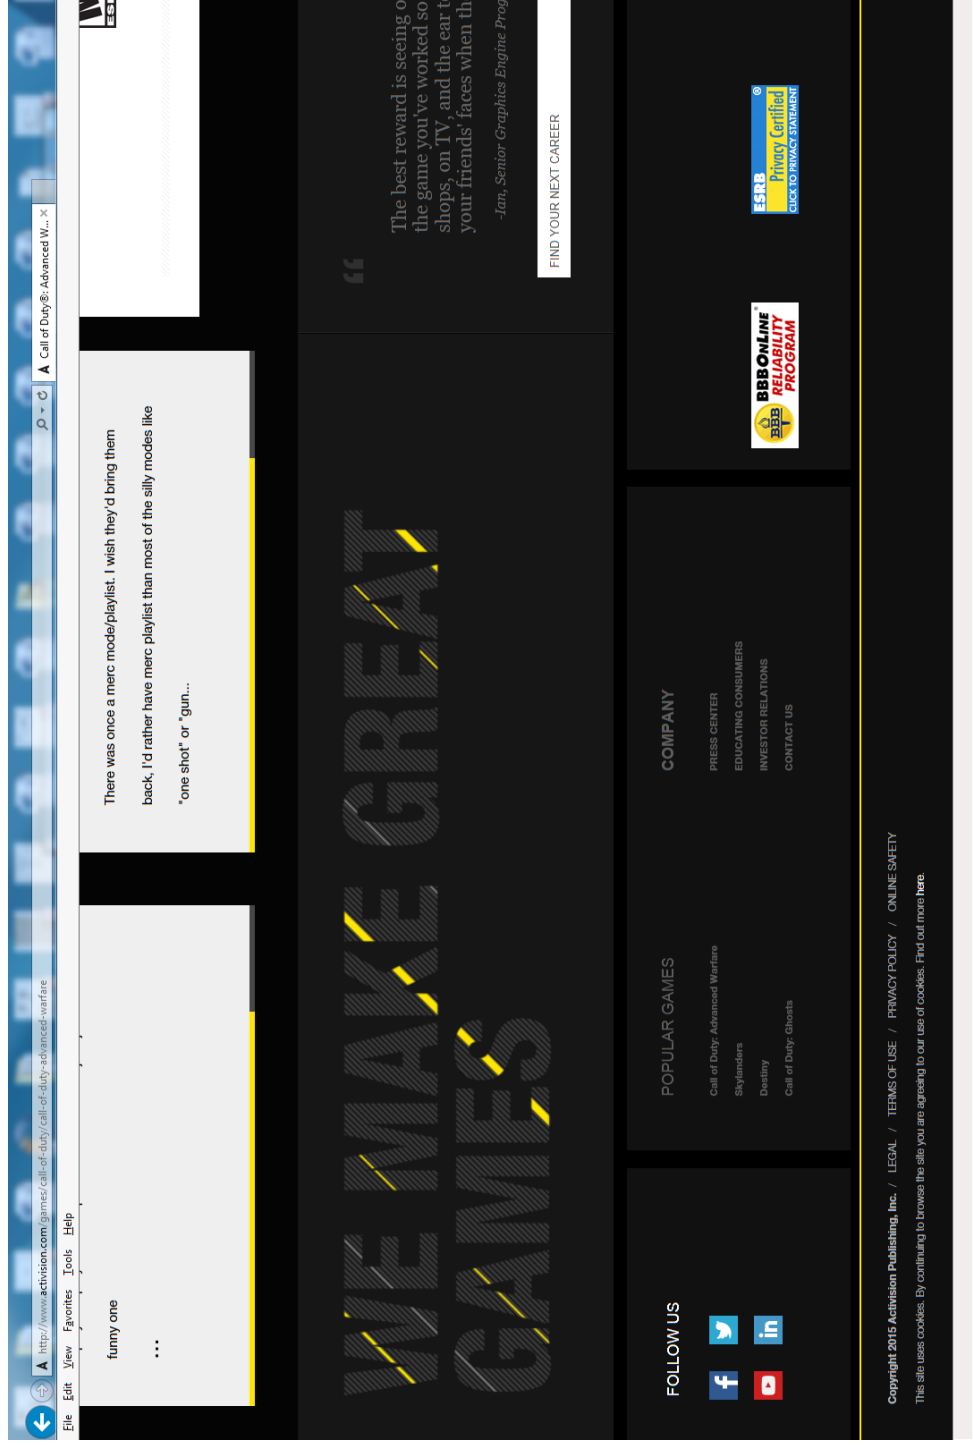 http://www.activision.com/games/call-of-duty/call-of-duty-advanced-warfare
Call of Duty®: Advanced W...
File Edit View Favorites Tools Help
funny one
...
There was once a merc mode/playlist. I wish they'd bring them
back, I'd rather have merc playlist than most of the silly modes like
"one shot" or "gun...
ESRB
WE MAKE GREAT
GAMES
“
The best reward is seeing
the game you've worked so
shops, on TV, and the ear
your friends' faces when
-Ian, Senior Graphics Engine
FIND YOUR NEXT CAREER
FOLLOW US
POPULAR GAMES
Call of Duty: Advanced Warfare
Skylanders
Destiny
Call of Duty: Ghosts
COMPANY
PRESS CENTER
EDUCATING CONSUMERS
INVESTOR RELATIONS
CONTACT US
BBB
BBBONLINE®
RELIABILITY
PROGRAM
ESRB ®
Privacy Certified
CLICK TO PRIVACY STATEMENT
Copyright 2015 Activision Publishing, Inc. / LEGAL / TERMS OF USE / PRIVACY POLICY / ONLINE SAFETY
This site uses cookies. By continuing to browse the site you are agreeing to our use of cookies. Find out more here.